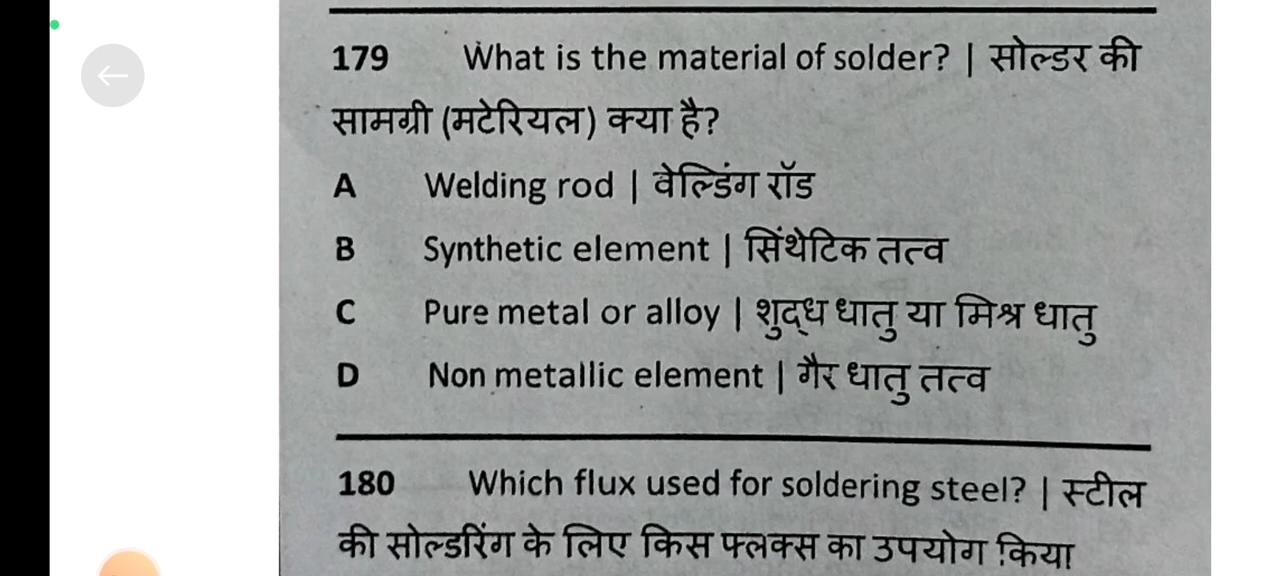 179 What is the material of solder? | सोल्डर की
सामग्री (मटेरियल) क्या है?
A Welding rod | वेल्डिंग रॉड
B Synthetic element | सिंथेटिक तत्व
C Pure metal or alloy | शुद्ध धातु या मिश्र धातु
D Non metallic element | गैर धातु तत्व
180 Which flux used for soldering steel? | स्टील
की सोल्डरिंग के लिए किस फ्लक्स का उपयोग किया